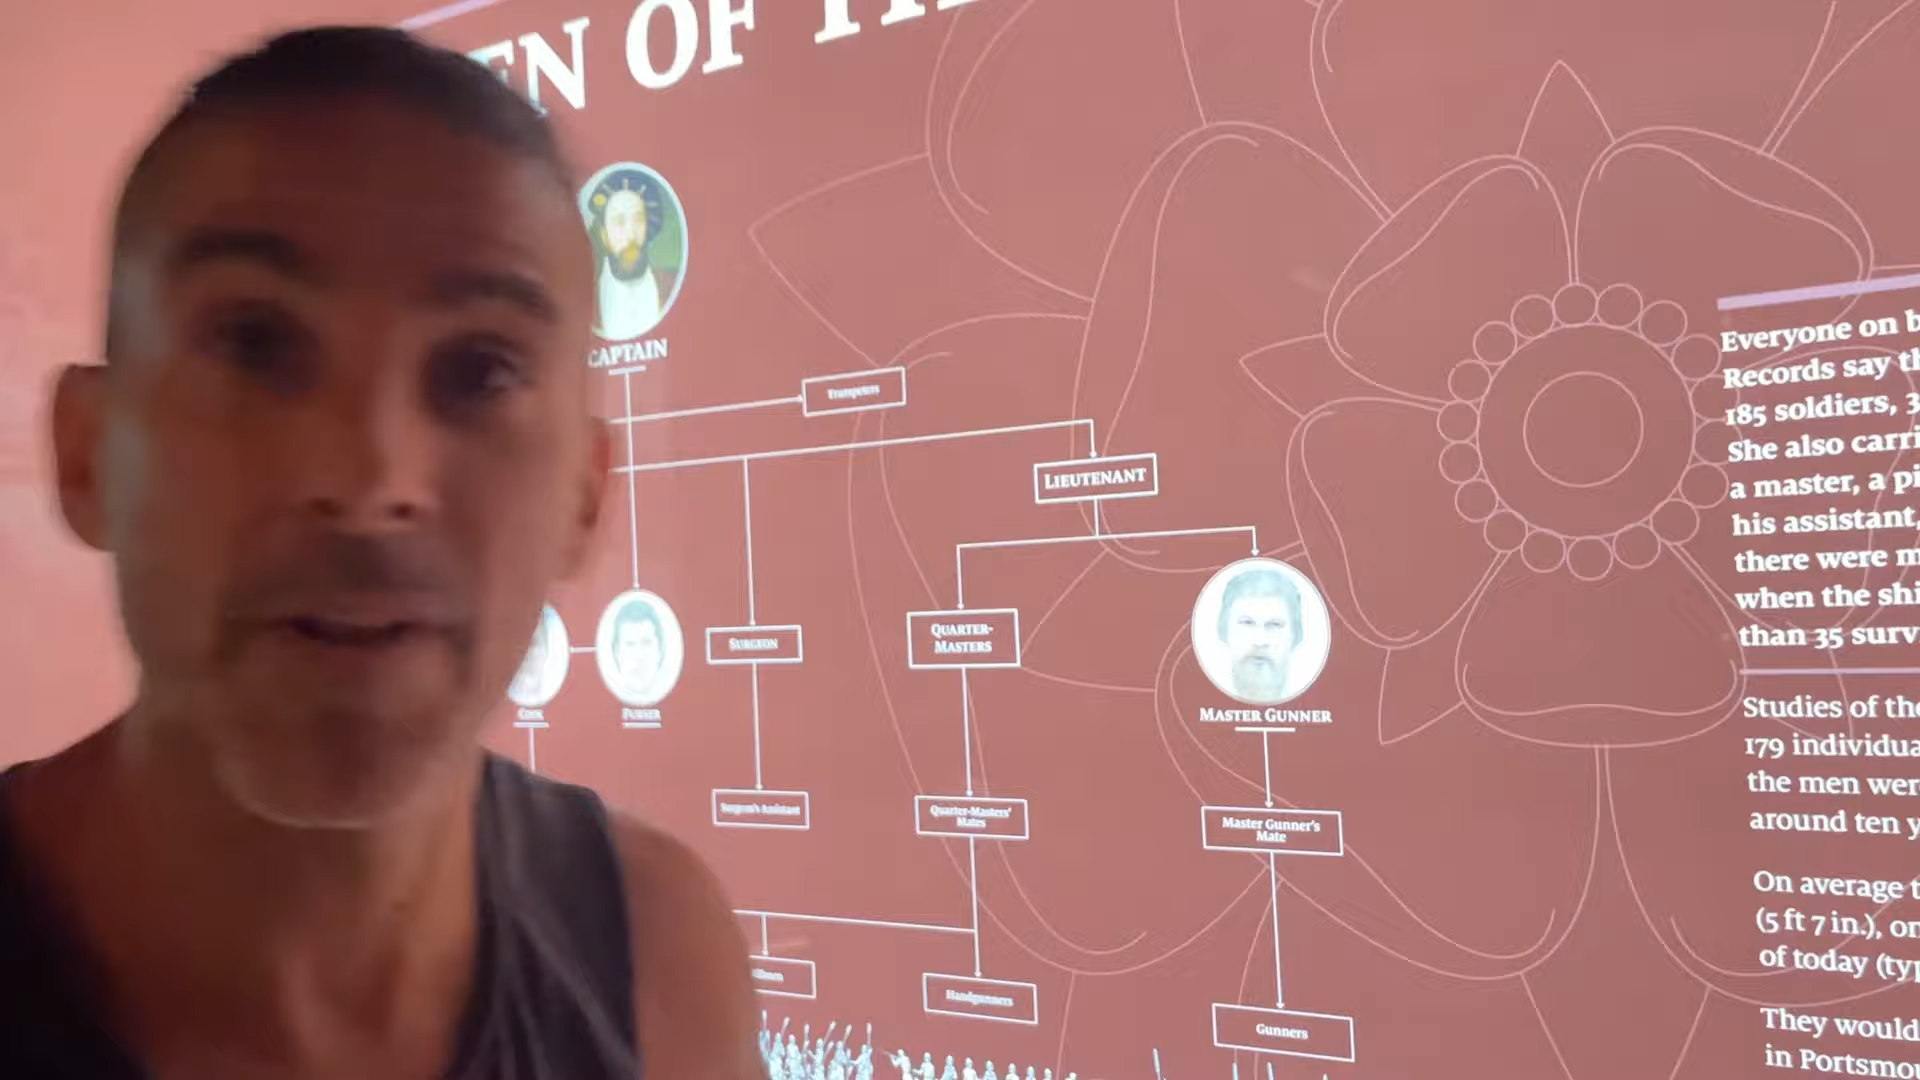 EN OF TH
CAPTAIN
Trumpeters
LIEUTENANT
Cook
Purser
Surgeon
Quarter-
Masters
Master Gunner
Surgeon's Assistant
Quarter-Masters'
Mates
Master Gunner's
Mate
Handgunners
Gunners
Everyone on b
Records say th
185 soldiers, 3
She also carri
a master, a pi
his assistant,
there were m
when the shi
than 35 surv
Studies of the
179 individua
the men wer
around ten y
On average t
(5 ft 7 in.), on
of today (typ
They would
in Portsmou